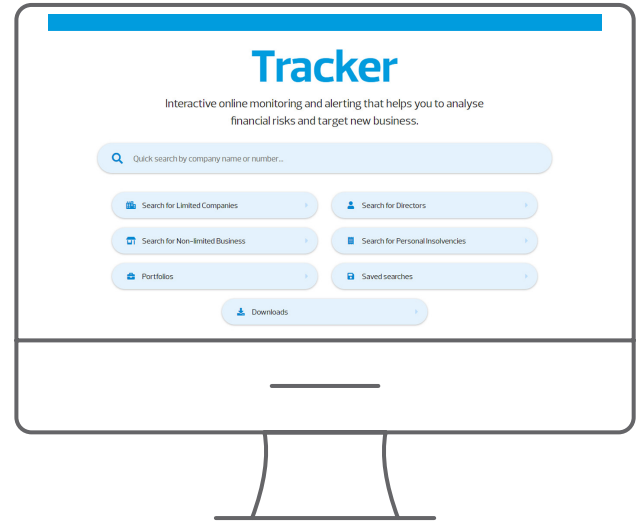 Tracker
Interactive online monitoring and alerting that helps you to analyse
financial risks and target new business.
Quick search by company name or number...
Search for Limited Companies
Search for Directors
Search for Non-limited Business
Search for Personal Insolvencies
Portfolios
Saved searches
Downloads